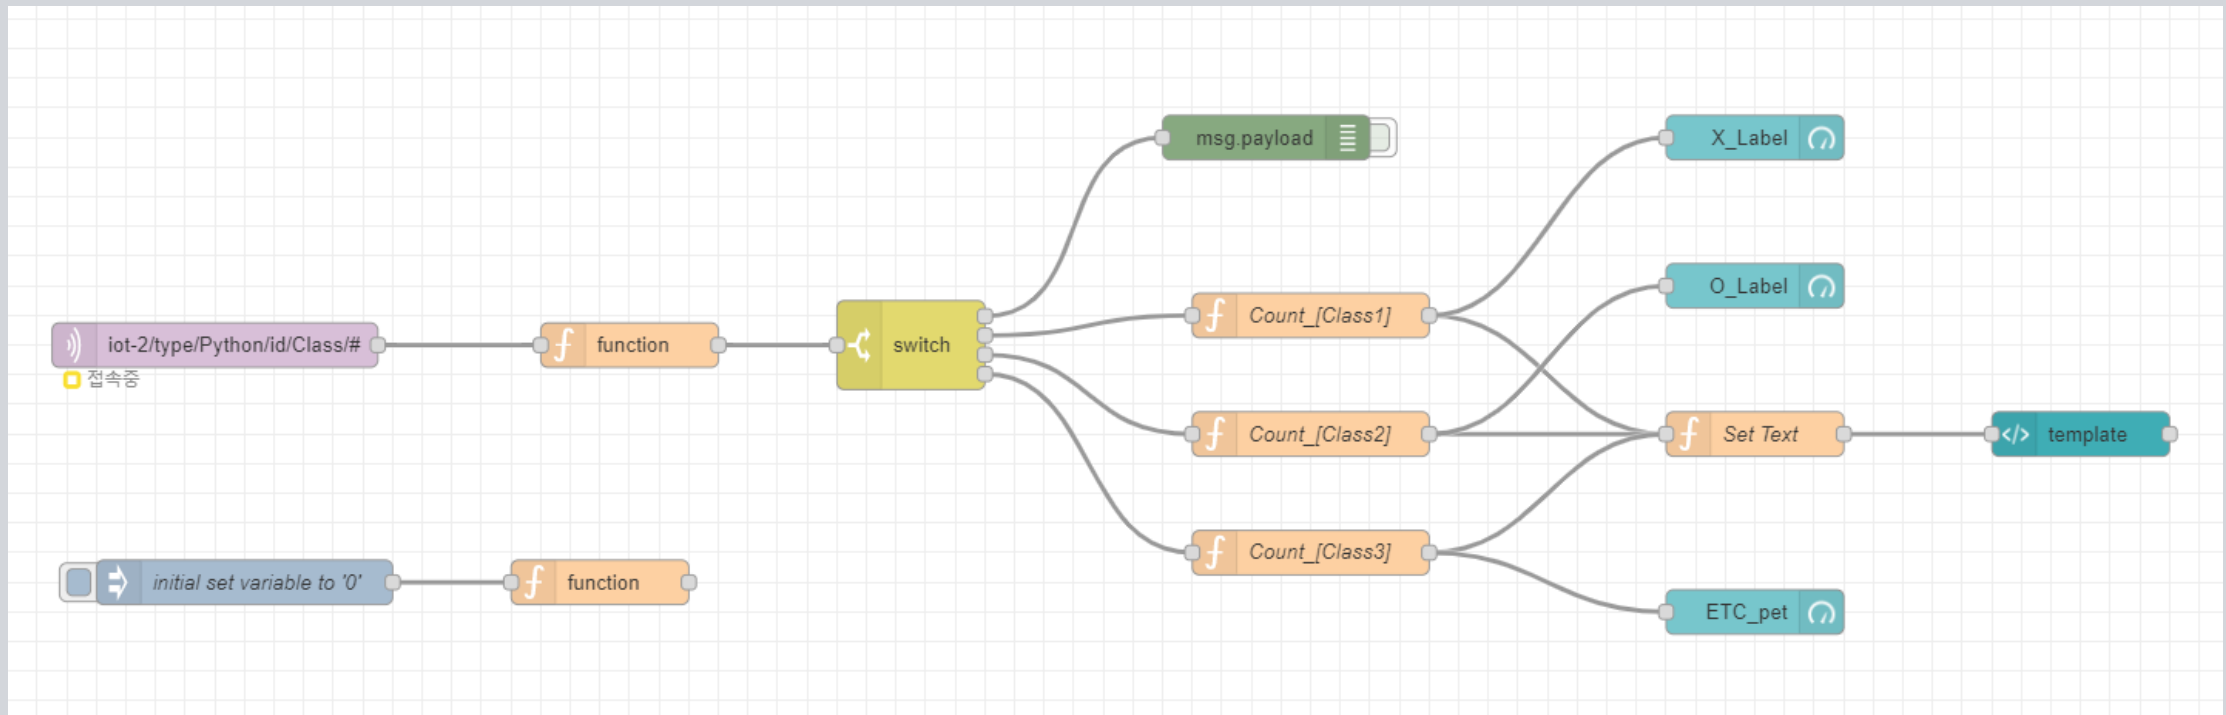 msg.payload
X_Label
O_Label
Count_[Class1]
iot-2/type/Python/id/Class/#
function
switch
접속중
Count_[Class2]
Set Text
template
Count_[Class3]
initial set variable to '0'
function
ETC_pet